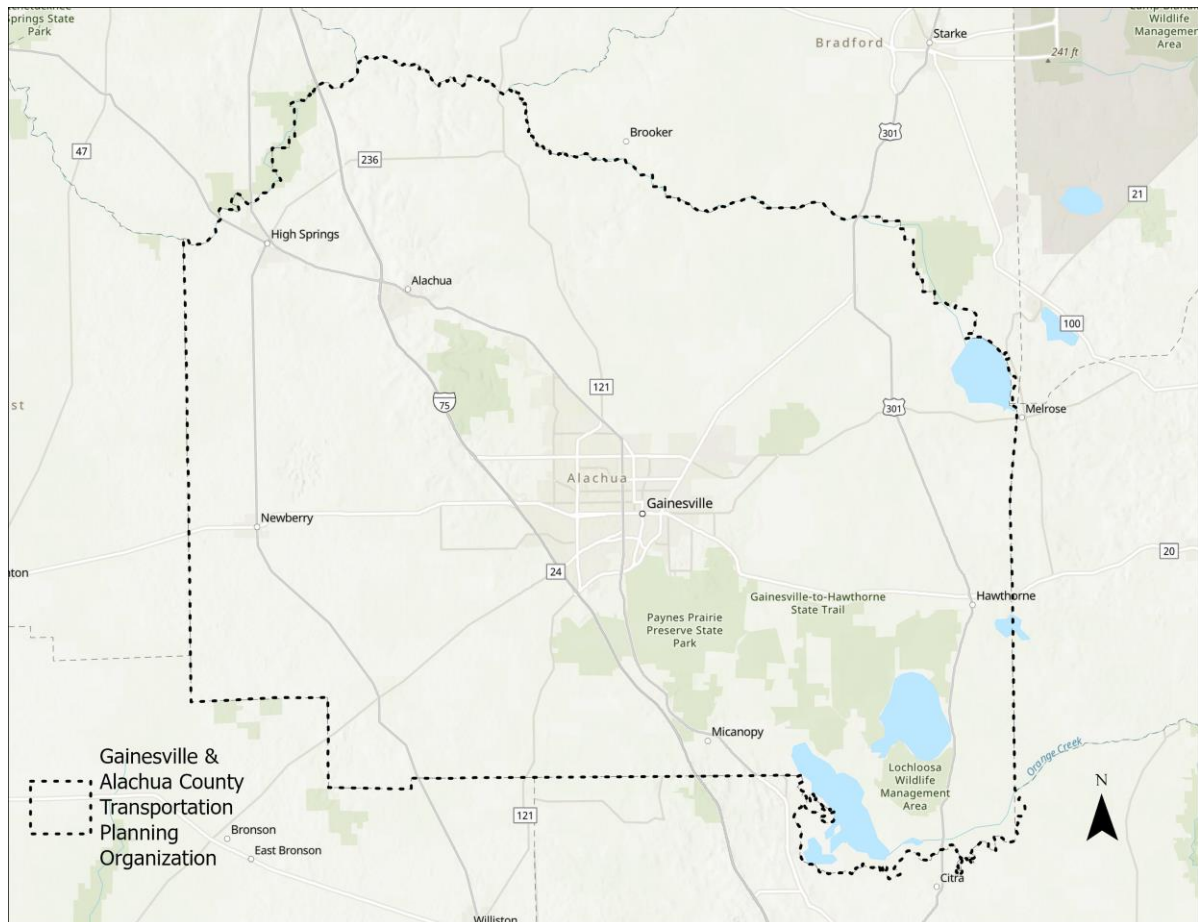 Springs State
Park
Bradford
Starke
Wildlife
Management
Area
241 ft
301
Brooker
47
236
21
High Springs
Alachua
100
121
75
301
Melrose
st
Alachua
Gainesville
Newberry
20
nton
24
Gainesville-to-Hawthorne
State Trail
Hawthorne
Paynes Prairie
Preserve State
Park
Micanopy
Orange Creek
Lochloosa
Wildlife
Management
Area
N
Gainesville &
Alachua County
Transportation
Planning
Organization
121
Bronson
East Bronson
Citra
Williston